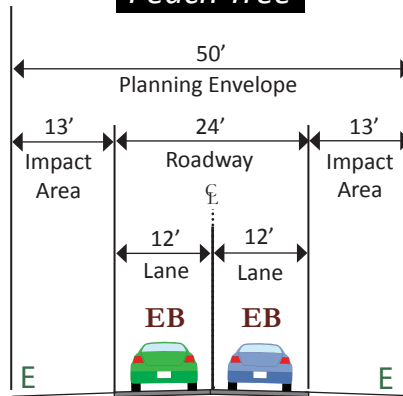 Peach Tree
50'
Planning Envelope
13' 24' 13'
Impact Roadway Impact
Area Area
℄
12' 12'
Lane Lane
EB EB
E E